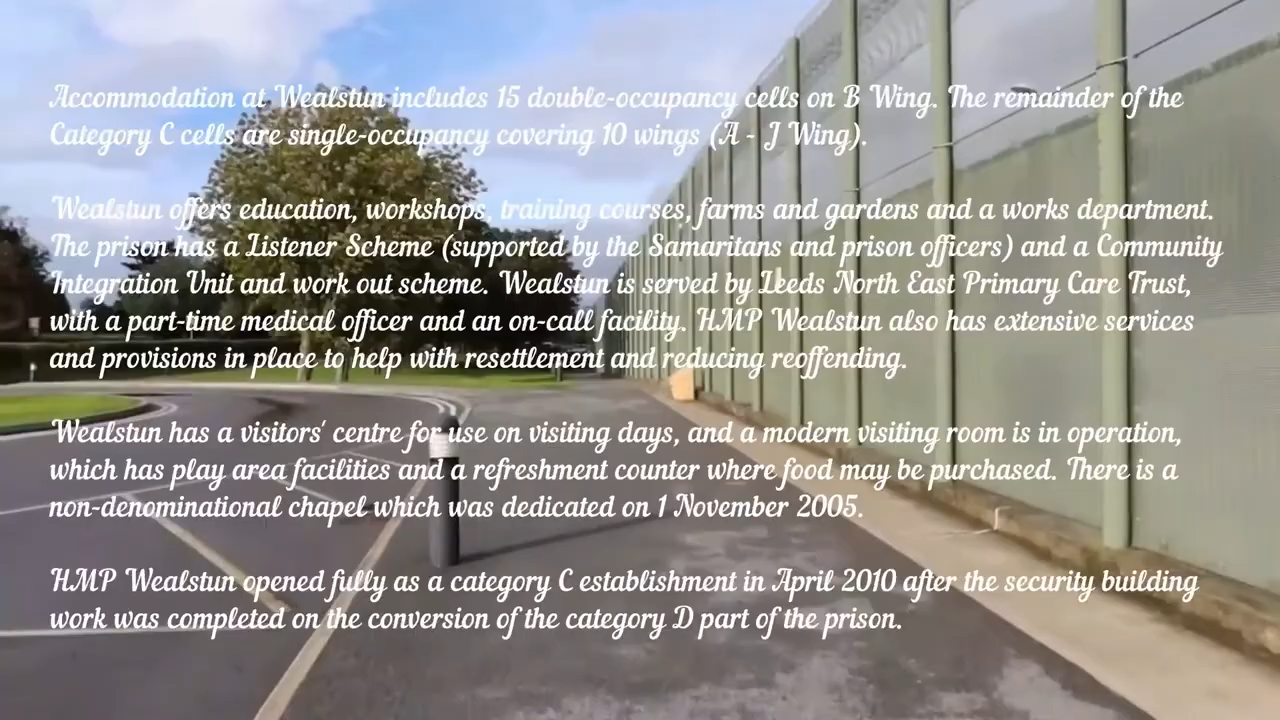 Accommodation at Wealstun includes 15 double-occupancy cells on B Wing. The remainder of the
Category C cells are single-occupancy covering 10 wings (A - J Wing).
Wealstun offers education, workshops, training courses, farms and gardens and a works department.
The prison has a Listener Scheme (supported by the Samaritans and prison officers) and a Community
Integration Unit and work out scheme. Wealstun is served by Leeds North East Primary Care Trust,
with a part-time medical officer and an on-call facility. HMP Wealstun also has extensive services
and provisions in place to help with resettlement and reducing reoffending.
Wealstun has a visitors' centre for use on visiting days, and a modern visiting room is in operation,
which has play area facilities and a refreshment counter where food may be purchased. There is a
non-denominational chapel which was dedicated on 1 November 2005.
HMP Wealstun opened fully as a category C establishment in April 2010 after the security building
work was completed on the conversion of the category D part of the prison.